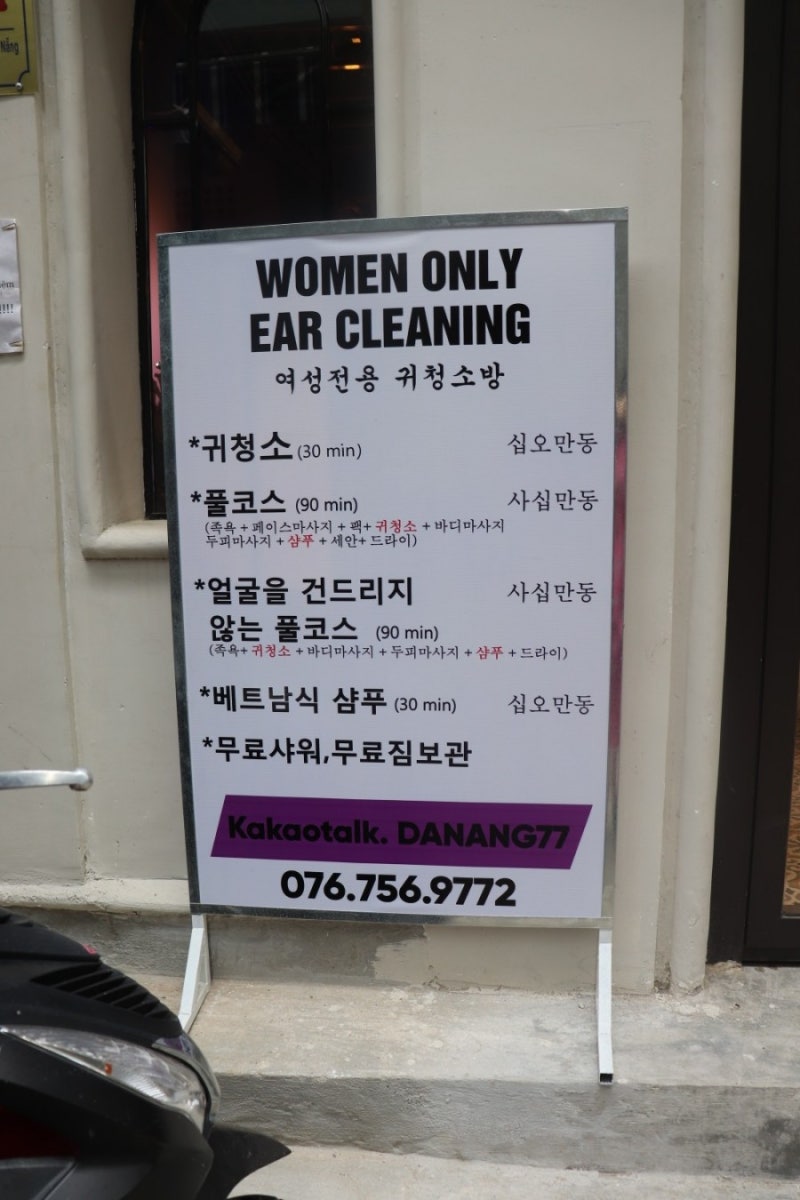 Nẵng
!!!!
WOMEN ONLY
EAR CLEANING
여성전용 귀청소방
*귀청소 (30 min) 십오만동
*풀코스 (90 min) 사십만동
(족욕 + 페이스마사지 + 팩+ 귀청소 + 바디마사지
두피마사지 + 샴푸 + 세안+ 드라이)
*얼굴을 건드리지 사십만동
않는 풀코스 (90 min)
(족욕+ 귀청소 + 바디마사지 + 두피마사지 + 샴푸 + 드라이)
*베트남식 샴푸 (30 min) 십오만동
*무료샤워,무료짐보관
Kakaotalk. DANANG77
076.756.9772